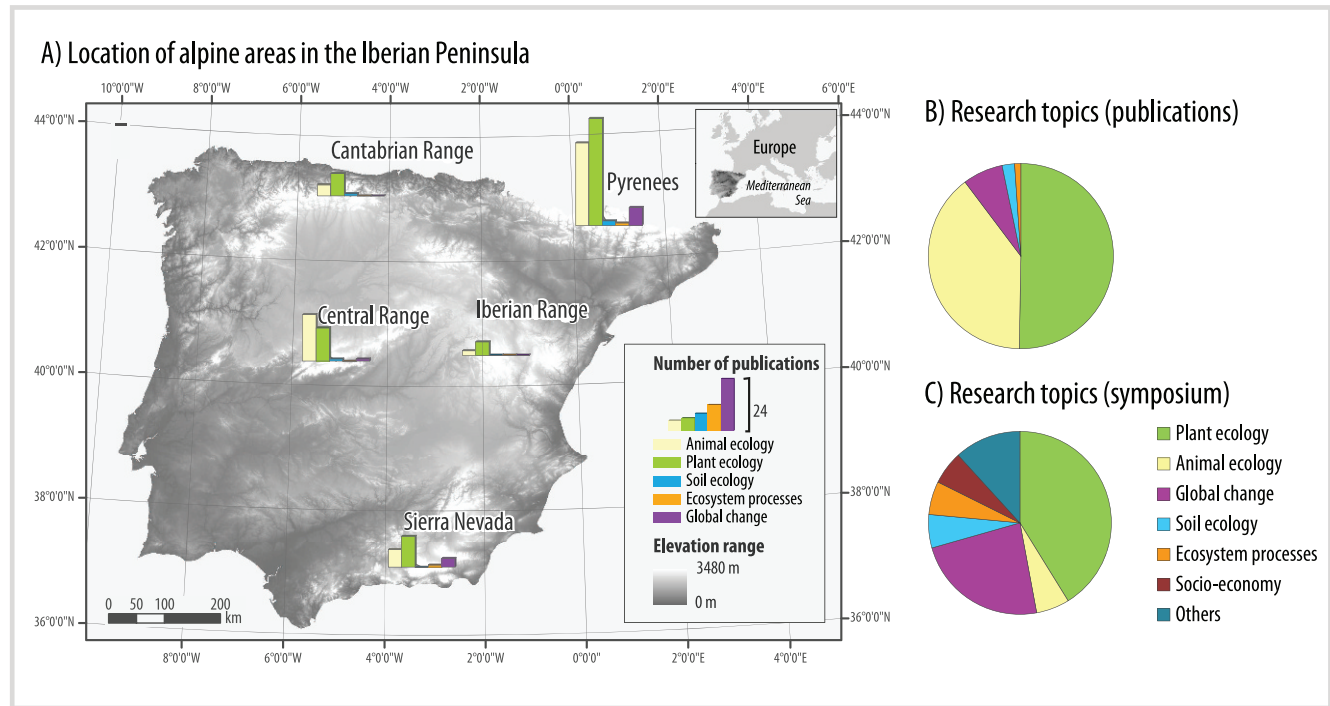 A) Location of alpine areas in the Iberian Peninsula
10°0'0"W 8°0'0"W 6°0'0"W 4°0'0"W 2°0'0"W 0°0'0" 2°0'0"E 4°0'0"E 6°0'0"E
44°0'0"N
44°0'0"N
Cantabrian Range
Pyrenees
Europe
Mediterranean
Sea
42°0'0"N
42°0'0"N
Central Range
Iberian Range
40°0'0"N
40°0'0"N
Number of publications
24
Animal ecology
Plant ecology
Soil ecology
Ecosystem processes
Global change
Elevation range
3480 m
0 m
38°0'0"N
38°0'0"N
Sierra Nevada
0 50 100 200
km
36°0'0"N
36°0'0"N
8°0'0"W 6°0'0"W 4°0'0"W 2°0'0"W 0°0'0" 2°0'0"E 4°0'0"E
B) Research topics (publications)
C) Research topics (symposium)
Plant ecology
Animal ecology
Global change
Soil ecology
Ecosystem processes
Socio-economy
Others